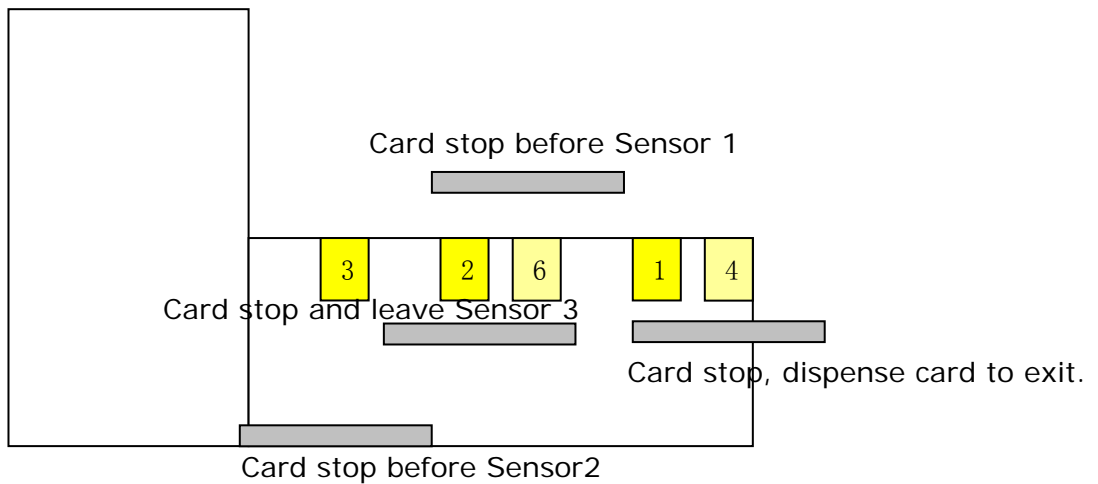 Card stop before Sensor 1
3 2 6 1 4
Card stop and leave Sensor 3
Card stop, dispense card to exit.
Card stop before Sensor2